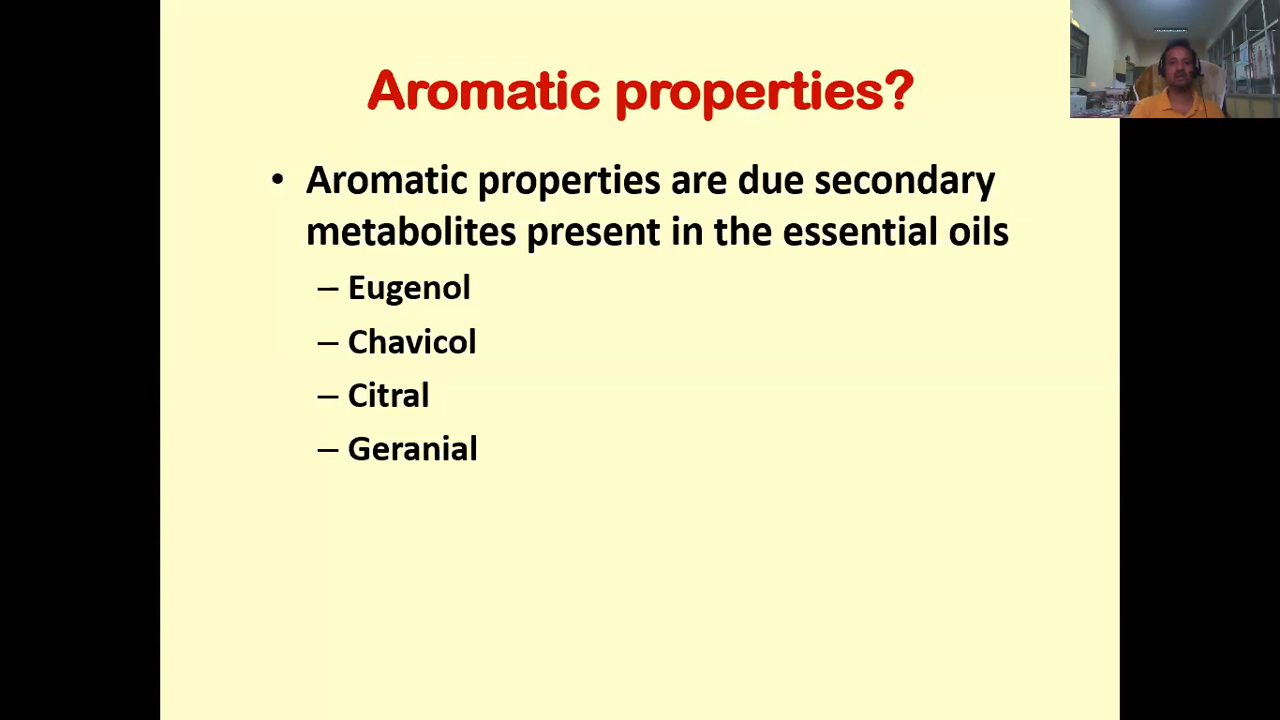 Aromatic properties?
• Aromatic properties are due secondary
metabolites present in the essential oils
– Eugenol
– Chavicol
– Citral
– Geranial